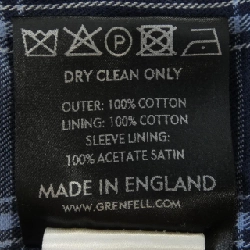 P
DRY CLEAN ONLY
OUTER: 100% COTTON
LINING: 100% COTTON
SLEEVE LINING:
100% ACETATE SATIN
MADE IN ENGLAND
WWW.GRENFELL.COM